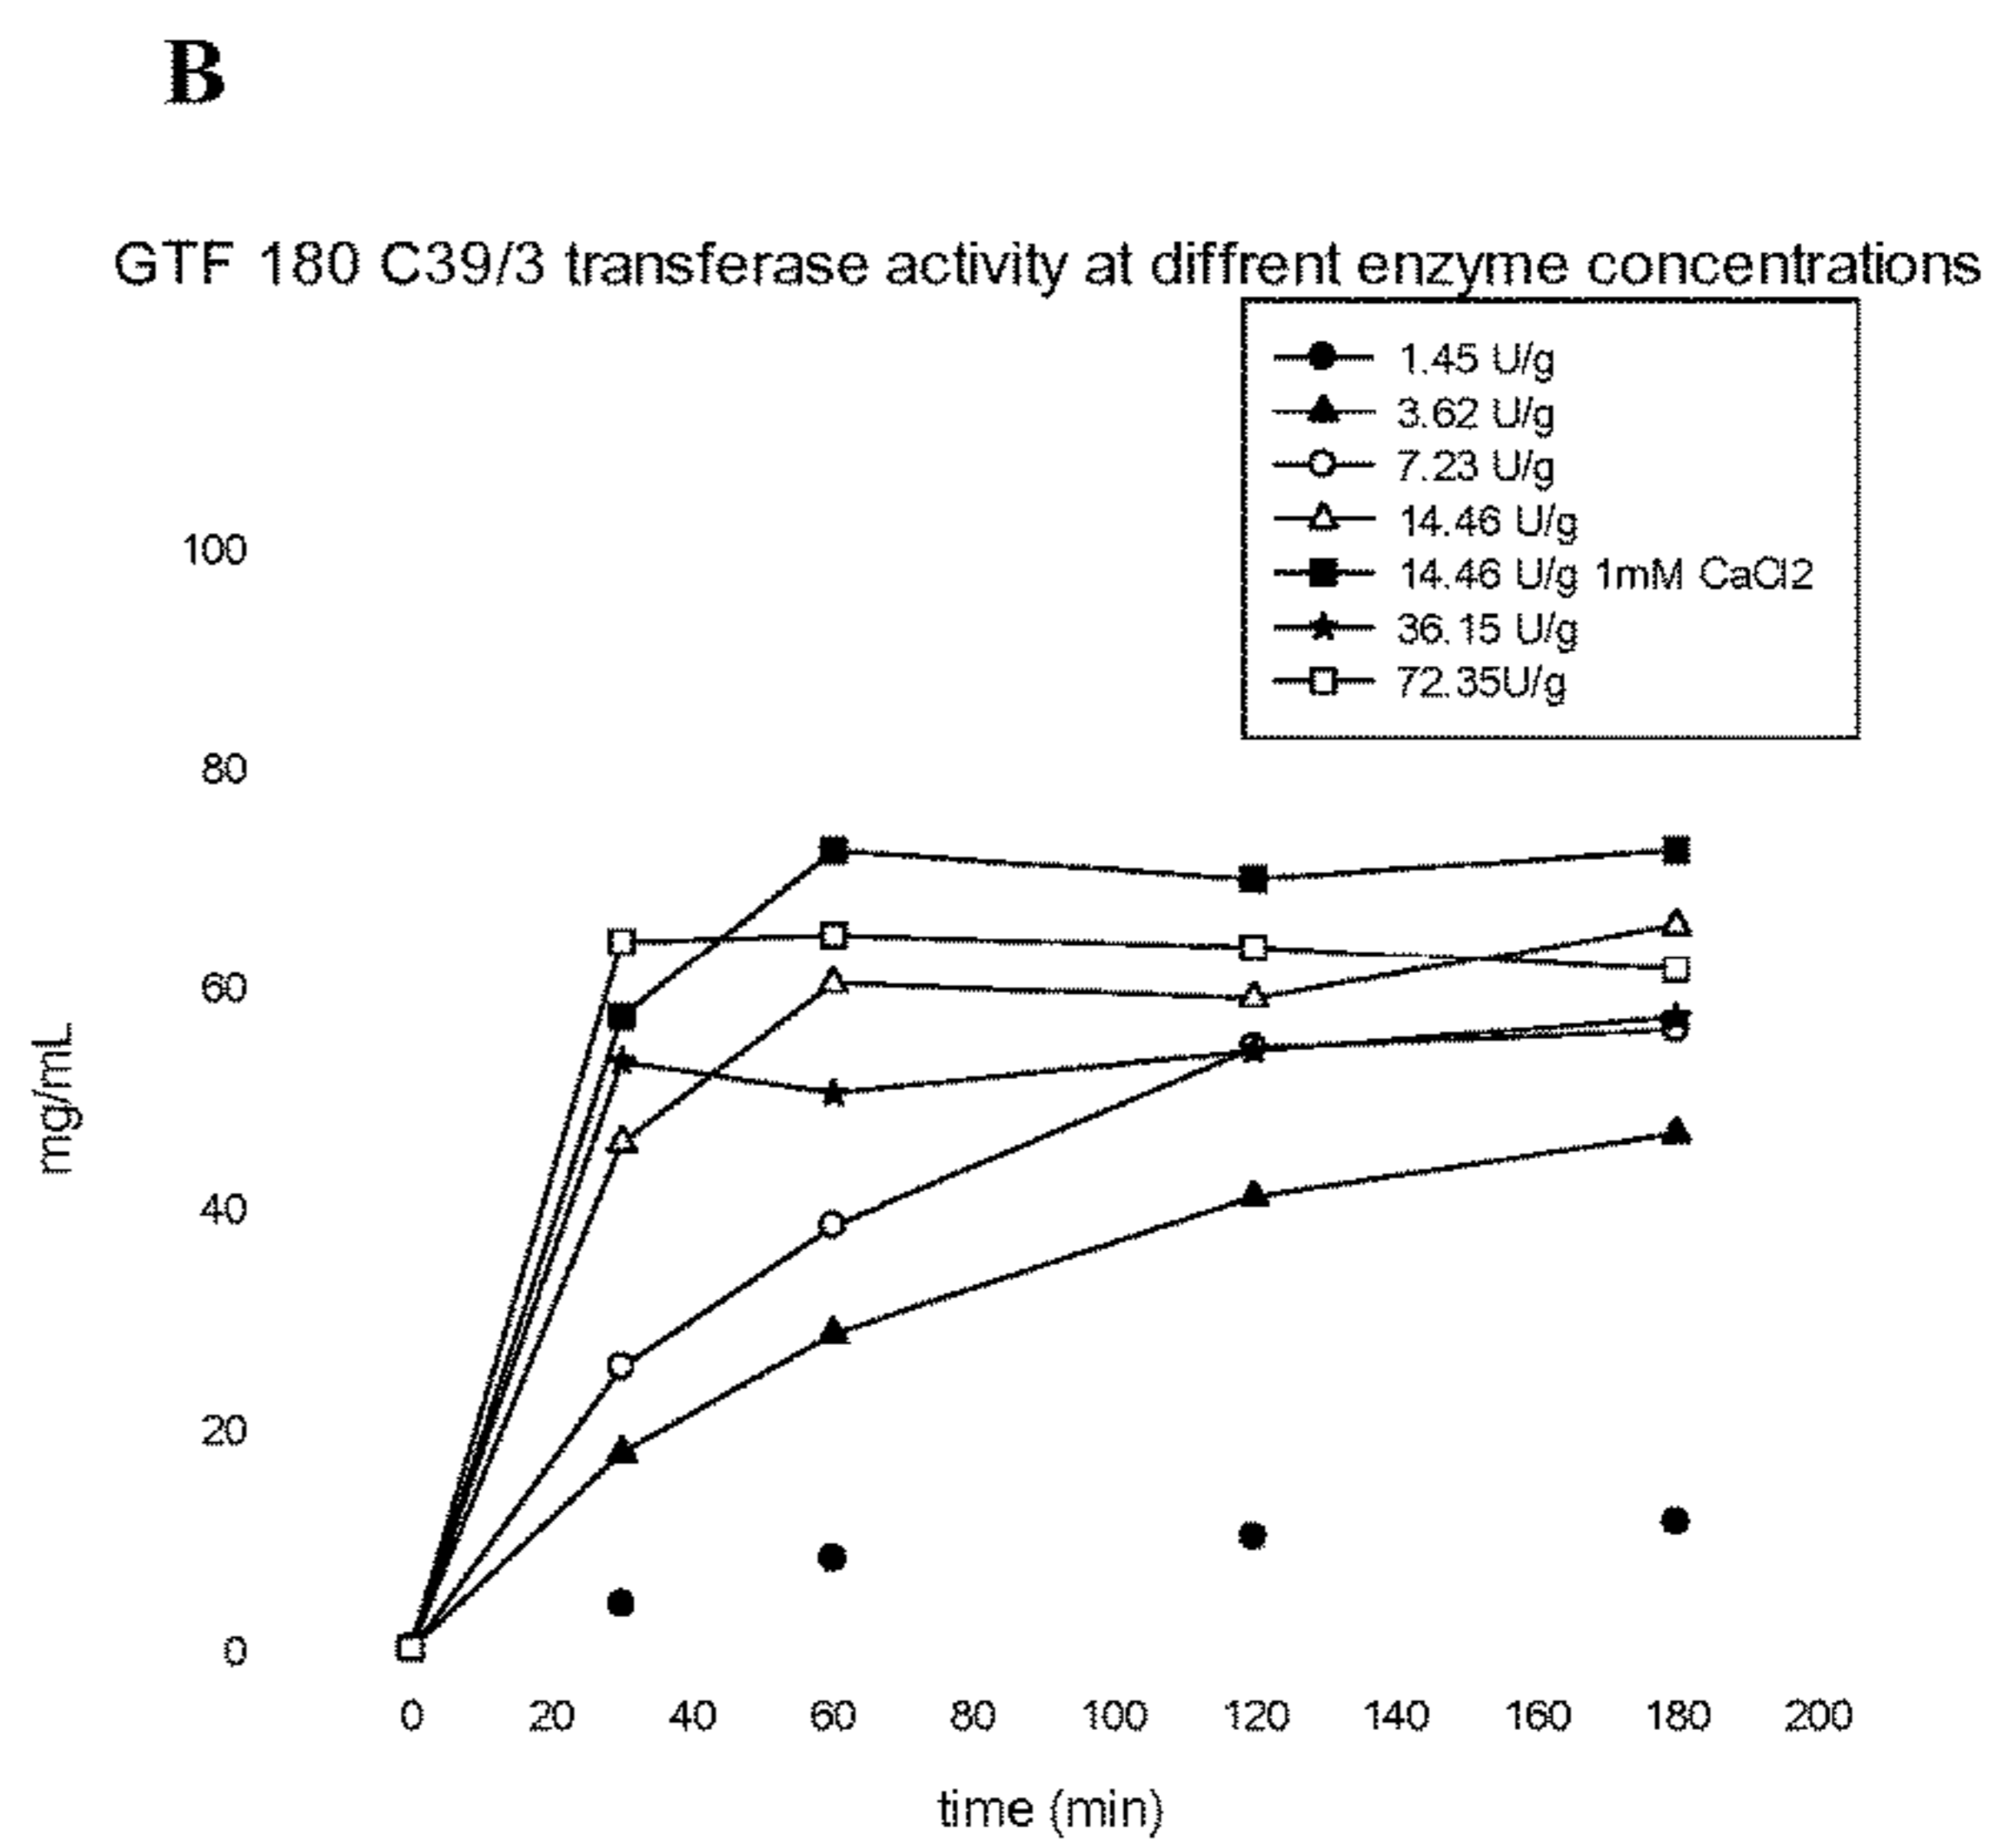 B
GTF 180 C39/3 transferase activity at diffrent enzyme concentrations
1.45 U/g
3.62 U/g
7.23 U/g
14.46 U/g
14.46 U/g 1mM CaCl2
36.15 U/g
72.35U/g
100
80
60
40
20
0
mg/mL
0 20 40 60 80 100 120 140 160 180 200
time (min)